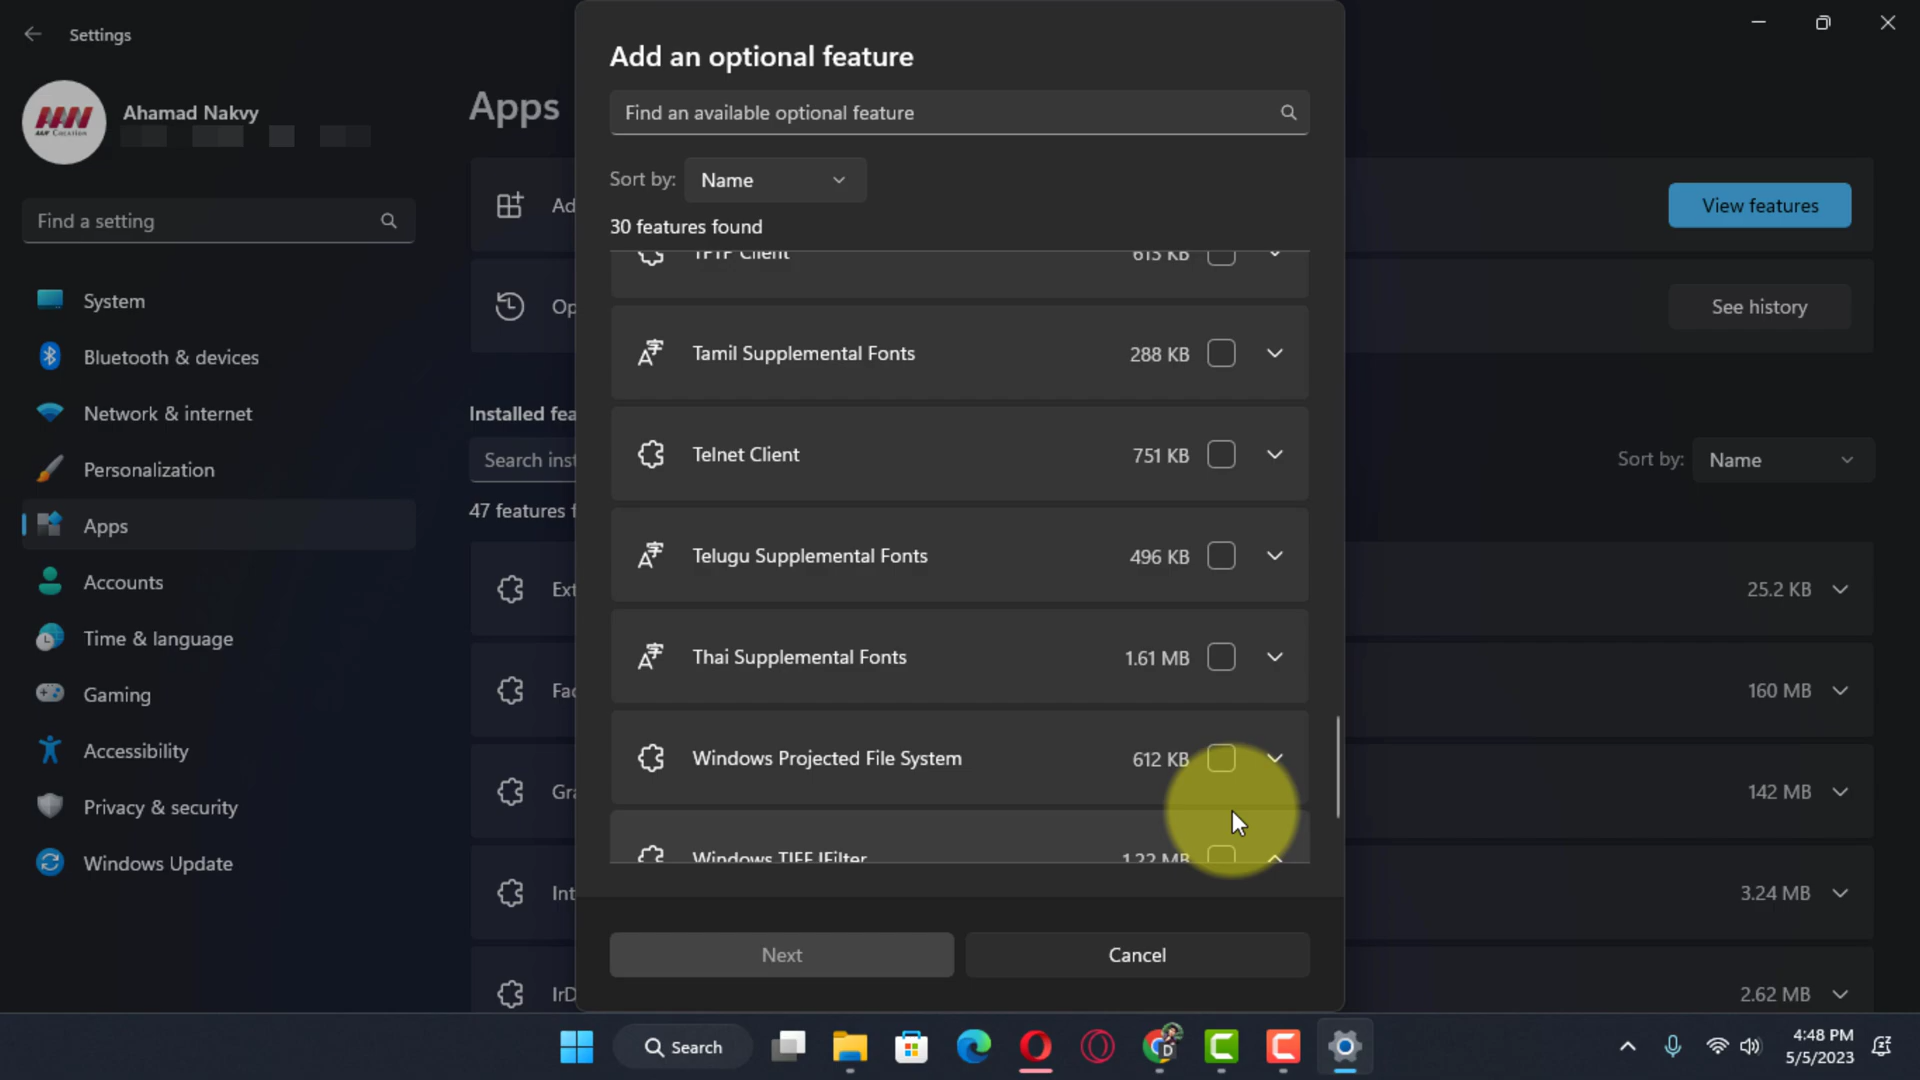 Settings
Ahamad Nakvy
Find a setting
System
Bluetooth & devices
Network & internet
Personalization
Apps
Accounts
Time & language
Gaming
Accessibility
Privacy & security
Windows Update
Apps
Ad
View features
Op
See history
Installed fea
Search inst
Sort by: Name
47 features f
Ext
25.2 KB
Fac
160 MB
Gra
142 MB
Int
3.24 MB
IrD
2.62 MB
Add an optional feature
Find an available optional feature
Sort by: Name
30 features found
TFTP Client 613 KB
Tamil Supplemental Fonts 288 KB
Telnet Client 751 KB
Telugu Supplemental Fonts 496 KB
Thai Supplemental Fonts 1.61 MB
Windows Projected File System 612 KB
Windows TIFF IFilter 1.22 MB
Next
Cancel
Search
4:48 PM
5/5/2023